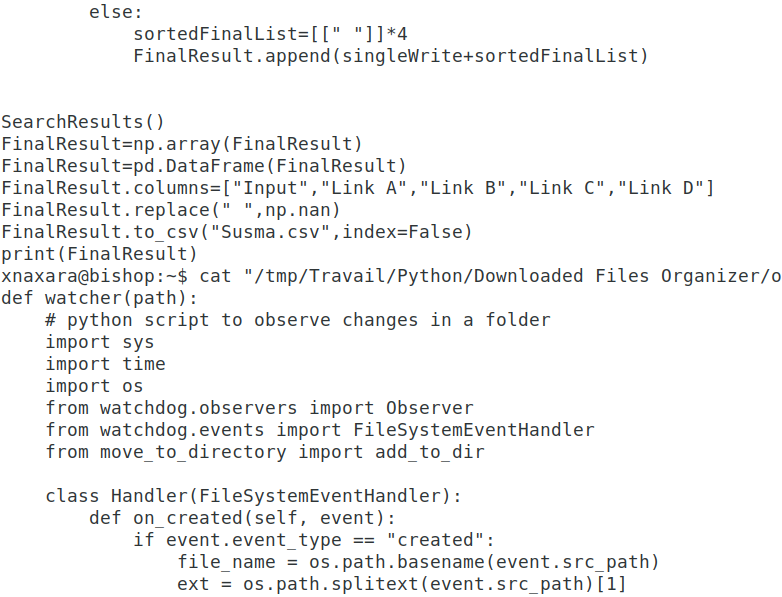 else:
            sortedFinalList=[[" "]]*4
            FinalResult.append(singleWrite+sortedFinalList)


SearchResults()
FinalResult=np.array(FinalResult)
FinalResult=pd.DataFrame(FinalResult)
FinalResult.columns=["Input","Link A","Link B","Link C","Link D"]
FinalResult.replace(" ",np.nan)
FinalResult.to_csv("Susma.csv",index=False)
print(FinalResult)
xnaxara@bishop:~$ cat "/tmp/Travail/Python/Downloaded Files Organizer/o
def watcher(path):
    # python script to observe changes in a folder
    import sys
    import time
    import os
    from watchdog.observers import Observer
    from watchdog.events import FileSystemEventHandler
    from move_to_directory import add_to_dir

    class Handler(FileSystemEventHandler):
        def on_created(self, event):
            if event.event_type == "created":
                file_name = os.path.basename(event.src_path)
                ext = os.path.splitext(event.src_path)[1]